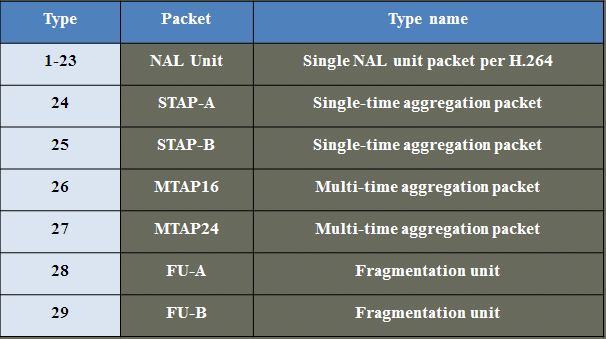 Type Packet Type name
1-23 NAL Unit Single NAL unit packet per H.264
24 STAP-A Single-time aggregation packet
25 STAP-B Single-time aggregation packet
26 MTAP16 Multi-time aggregation packet
27 MTAP24 Multi-time aggregation packet
28 FU-A Fragmentation unit
29 FU-B Fragmentation unit